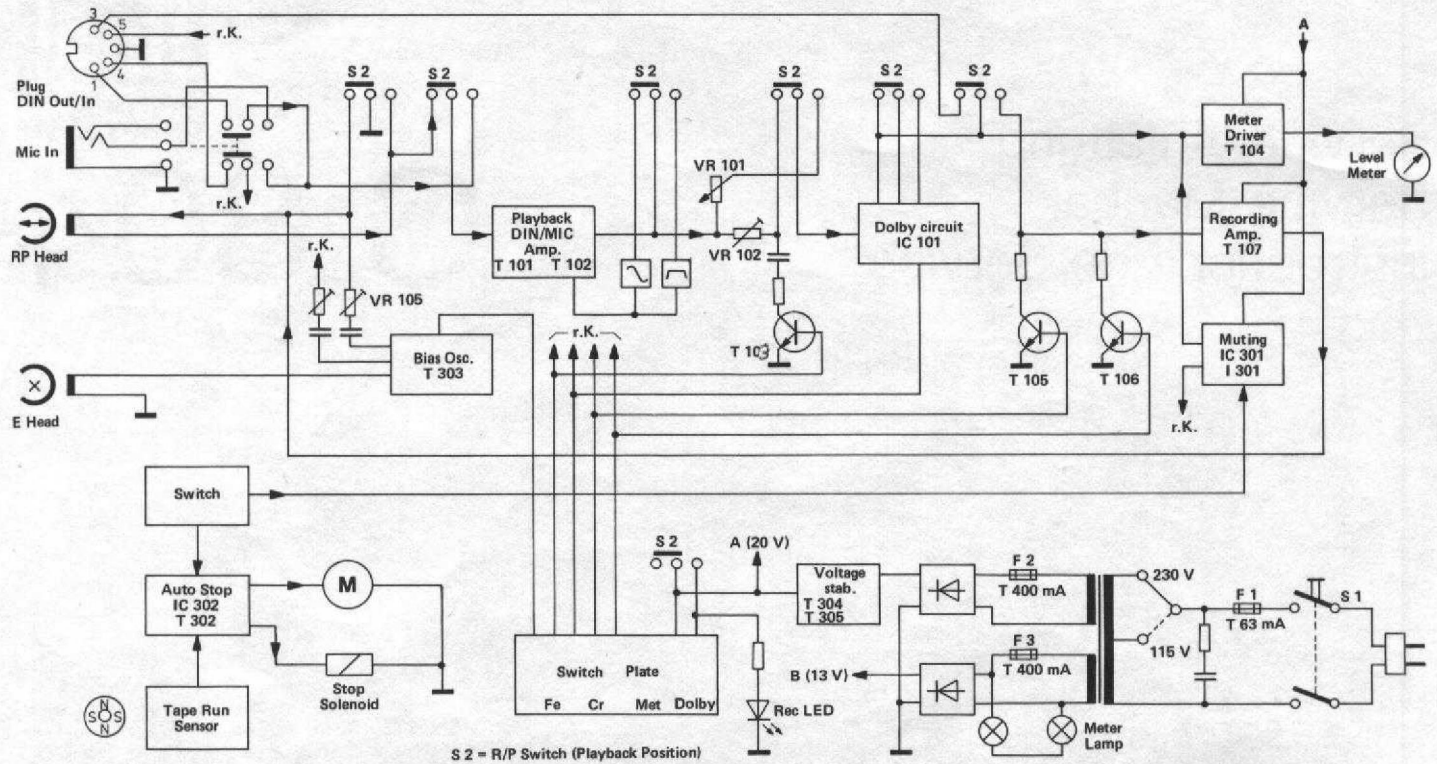 3
5
r.K.
4
1
Plug
DIN Out/In
Mic In
r.K.
RP Head
S 2
S 2
S 2
S 2
S 2
S 2
A
Meter
Driver
T 104
Level
Meter
VR 101
VR 102
Playback
DIN/MIC
Amp.
T 101 T 102
Dolby circuit
IC 101
Recording
Amp.
T 107
r.K.
VR 105
Bias Osc.
T 303
r.K.
T 103
T 105
T 106
Muting
IC 301
I 301
r.K.
E Head
Switch
Auto Stop
IC 302
T 302
M
Stop
Solenoid
N
S S
N
Tape Run
Sensor
S 2
A (20 V)
Voltage
stab.
T 304
T 305
F 2
T 400 mA
F 3
T 400 mA
B (13 V)
230 V
115 V
F 1
T 63 mA
S 1
Switch Plate
Fe Cr Met Dolby
Rec LED
Meter
Lamp
S 2 = R/P Switch (Playback Position)